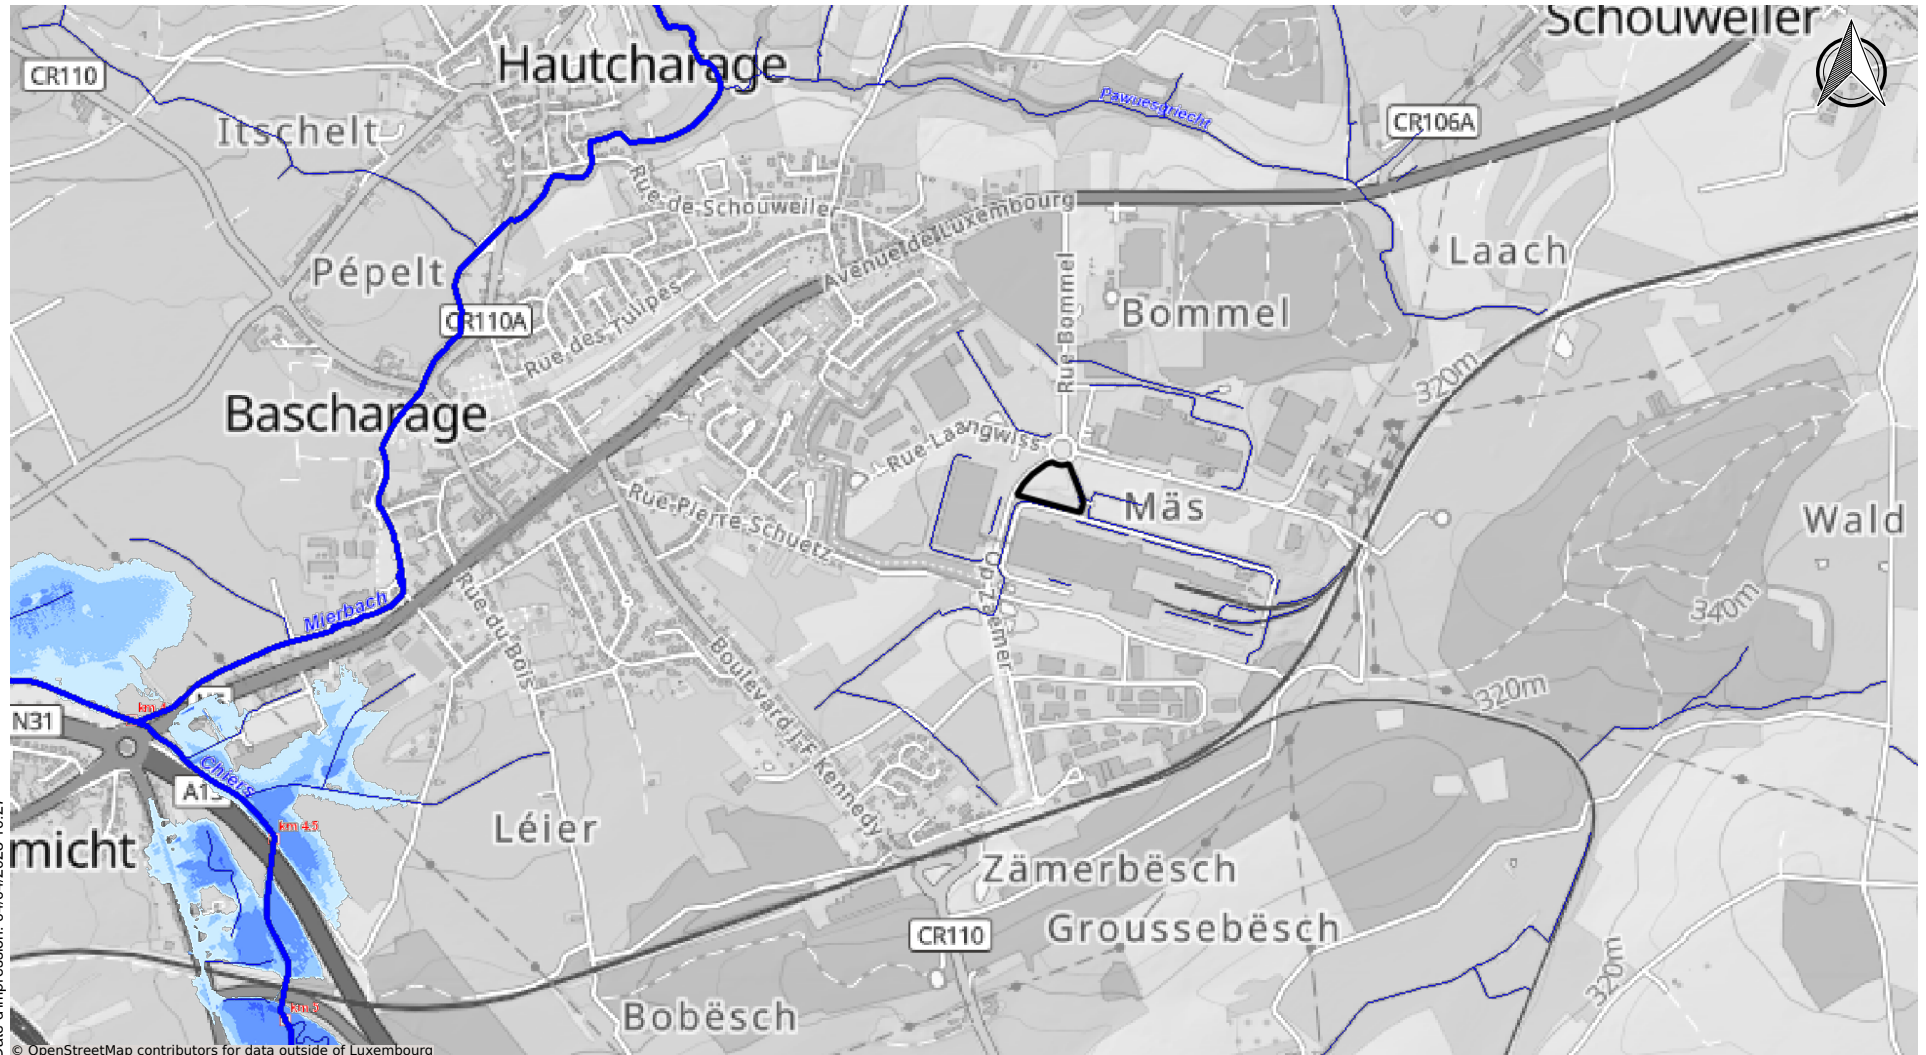 Schouweiler
Hautcharage
CR110
Pawuesgriecht
CR106A
Itschelt
Rue de Schouweiler
Avenue de Luxembourg
Laach
Pépelt
Rue Bommel
Bommel
CR110A
Rue des Tulipes
320m
Bascharage
Rue Laangwiss
Rue Pierre Schuetz
Mäs
Wald
Op Zaemer
Mierbach
Rue du Bois
340m
Boulevard J-F Kennedy
320m
N31
km 4
Chiers
A13
km 4.5
Léier
micht
Zämerbësch
Groussebësch
CR110
320m
km 5
Bobësch
© OpenStreetMap contributors for data outside of Luxembourg